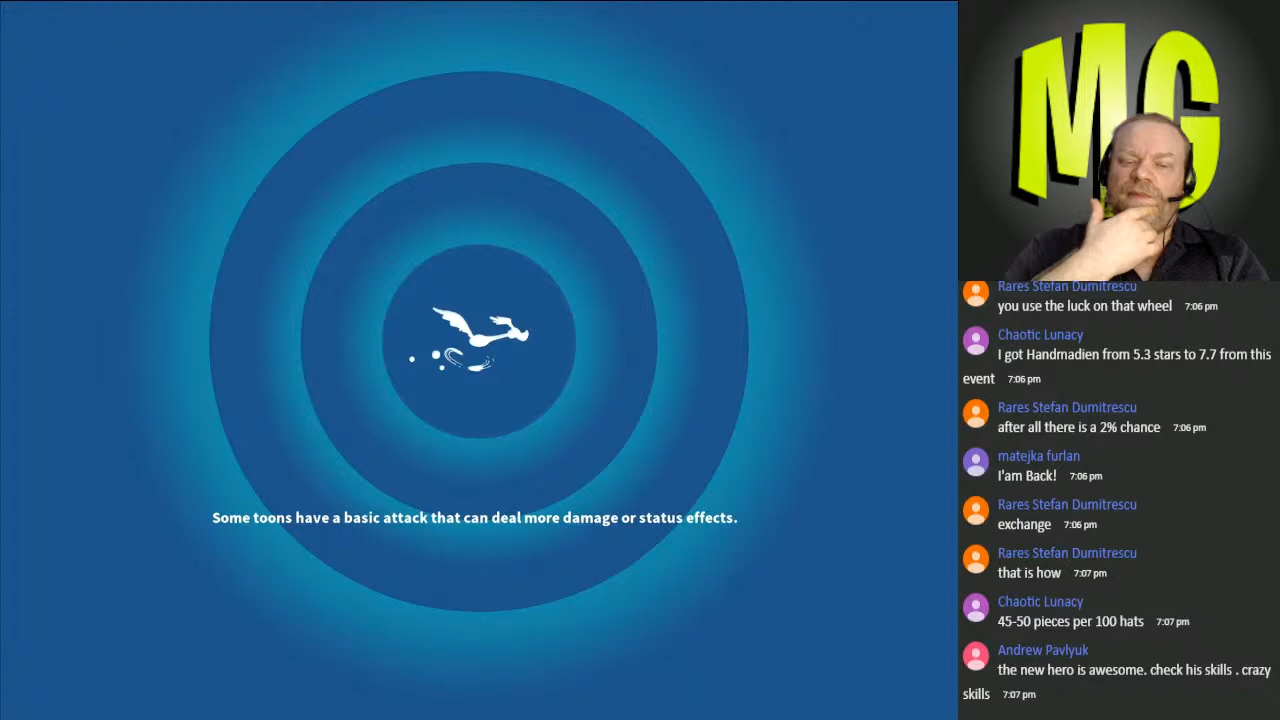 MG
Some toons have a basic attack that can deal more damage or status effects.
Rares Stefan Dumitrescu
you use the luck on that wheel 7:06 pm
Chaotic Lunacy
I got Handmadien from 5.3 stars to 7.7 from this
event 7:06 pm
Rares Stefan Dumitrescu
after all there is a 2% chance 7:06 pm
matejka furlan
I'am Back! 7:06 pm
Rares Stefan Dumitrescu
exchange 7:06 pm
Rares Stefan Dumitrescu
that is how 7:07 pm
Chaotic Lunacy
45-50 pieces per 100 hats 7:07 pm
Andrew Pavlyuk
the new hero is awesome. check his skills . crazy
skills 7:07 pm